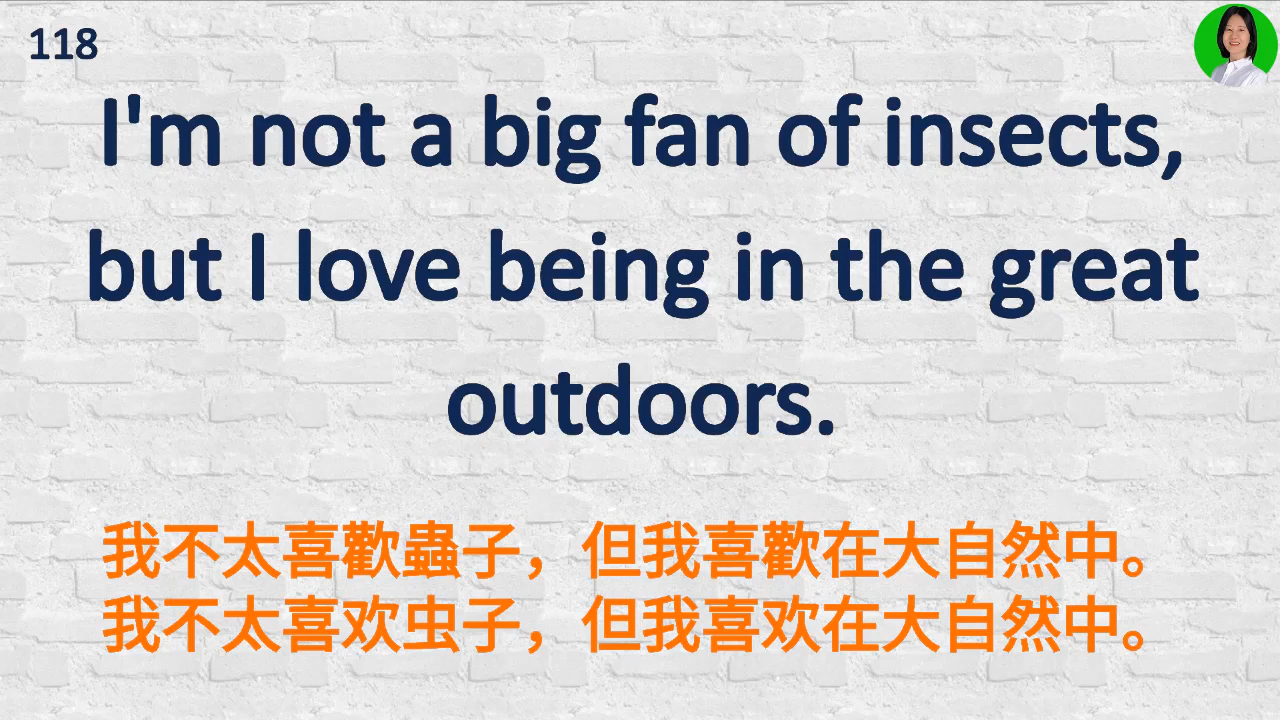 118
I'm not a big fan of insects,
but I love being in the great
outdoors.
我不太喜歡蟲子，但我喜歡在大自然中。
我不太喜欢虫子，但我喜欢在大自然中。